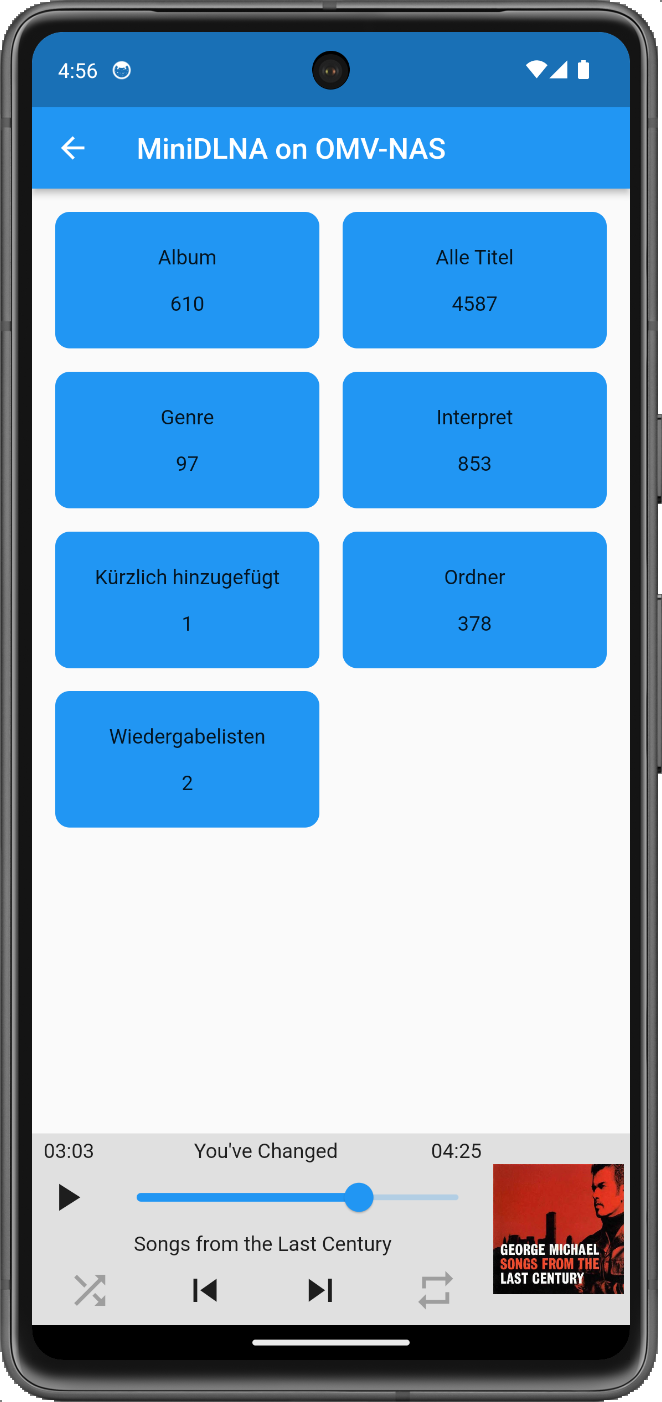 4:56
MiniDLNA on OMV-NAS
Album
610
Alle Titel
4587
Genre
97
Interpret
853
Kürzlich hinzugefügt
1
Ordner
378
Wiedergabelisten
2
03:03
You've Changed
04:25
Songs from the Last Century
GEORGE MICHAEL
SONGS FROM THE
LAST CENTURY